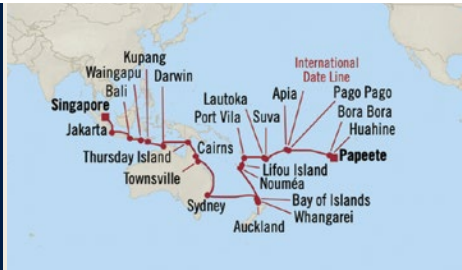 Kupang
Waingapu
Darwin
Bali
Singapore
Jakarta
Thursday Island
Cairns
Townsville
Sydney
International
Date Line
Pago Pago
Apia
Bora Bora
Lautoka
Suva
Huahine
Port Vila
Papeete
Lifou Island
Nouméa
Bay of Islands
Whangarei
Auckland